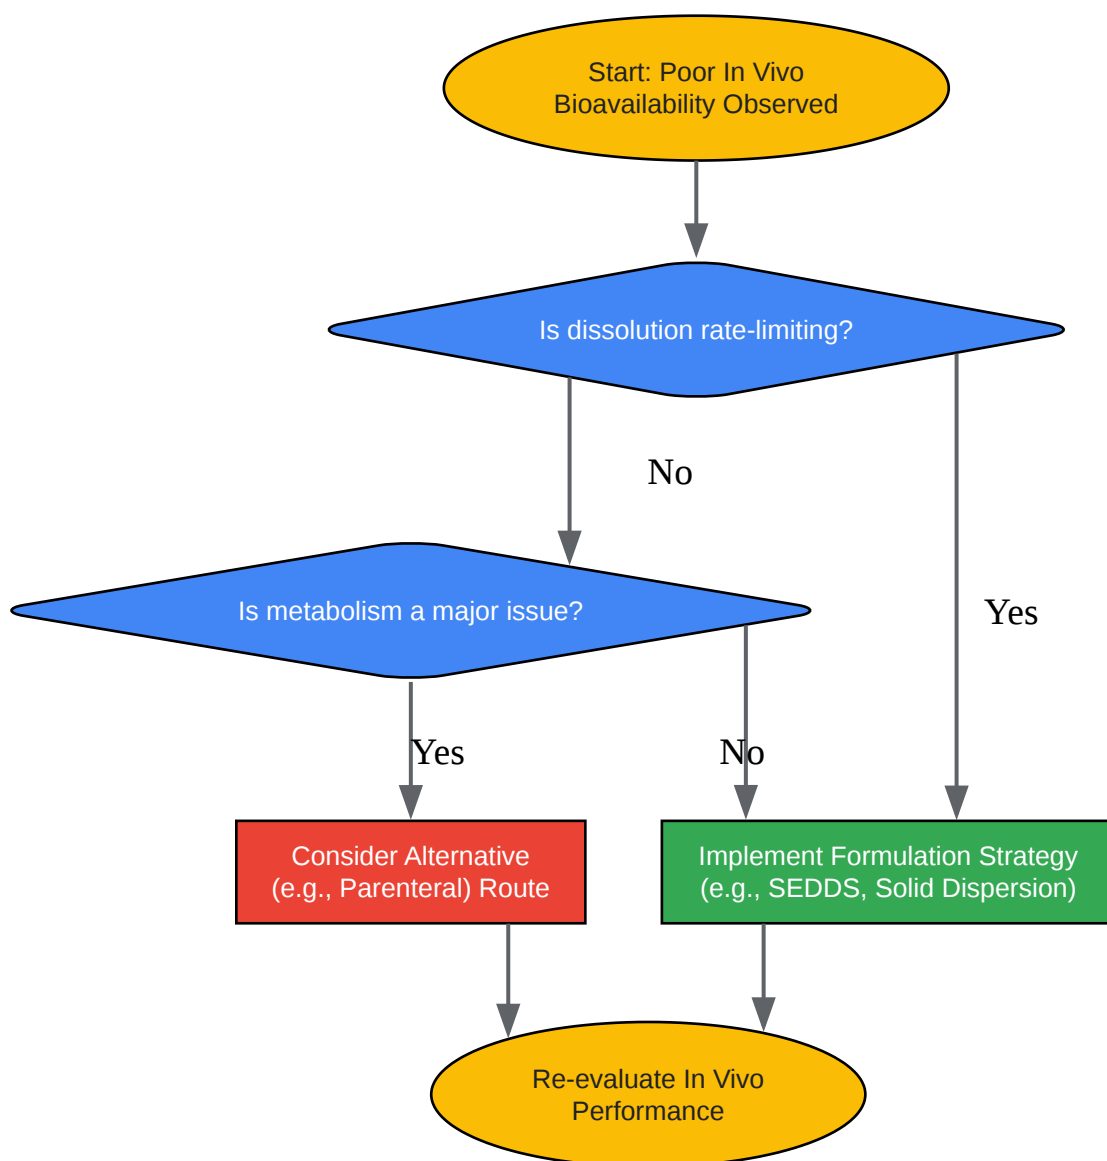 Start: Poor In Vivo
Bioavailability Observed
Is dissolution rate-limiting?
No
Is metabolism a major issue?
Yes
Yes
No
Consider Alternative
(e.g., Parenteral) Route
Implement Formulation Strategy
(e.g., SEDDS, Solid Dispersion)
Re-evaluate In Vivo
Performance